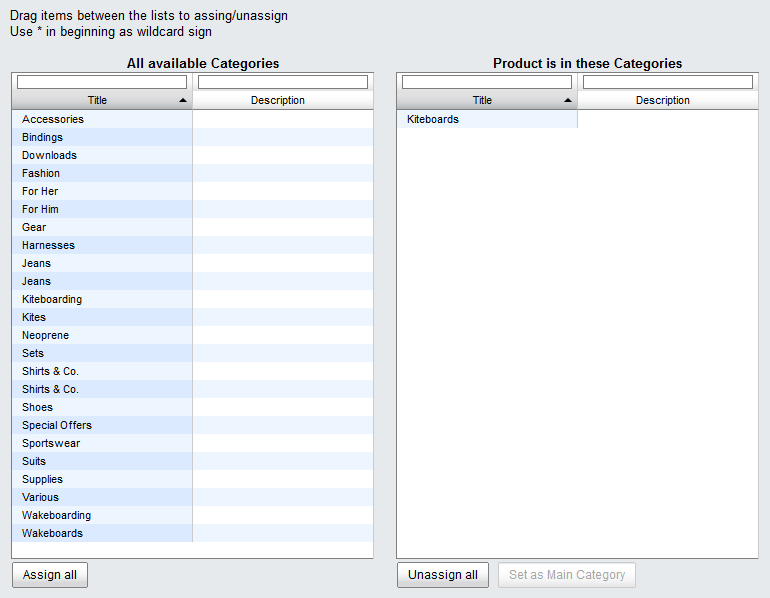 Drag items between the lists to assing/unassign
Use * in beginning as wildcard sign
All available Categories
Title Description
Accessories
Bindings
Downloads
Fashion
For Her
For Him
Gear
Harnesses
Jeans
Jeans
Kiteboarding
Kites
Neoprene
Sets
Shirts & Co.
Shirts & Co.
Shoes
Special Offers
Sportswear
Suits
Supplies
Various
Wakeboarding
Wakeboards
Assign all
Product is in these Categories
Title Description
Kiteboards
Unassign all Set as Main Category